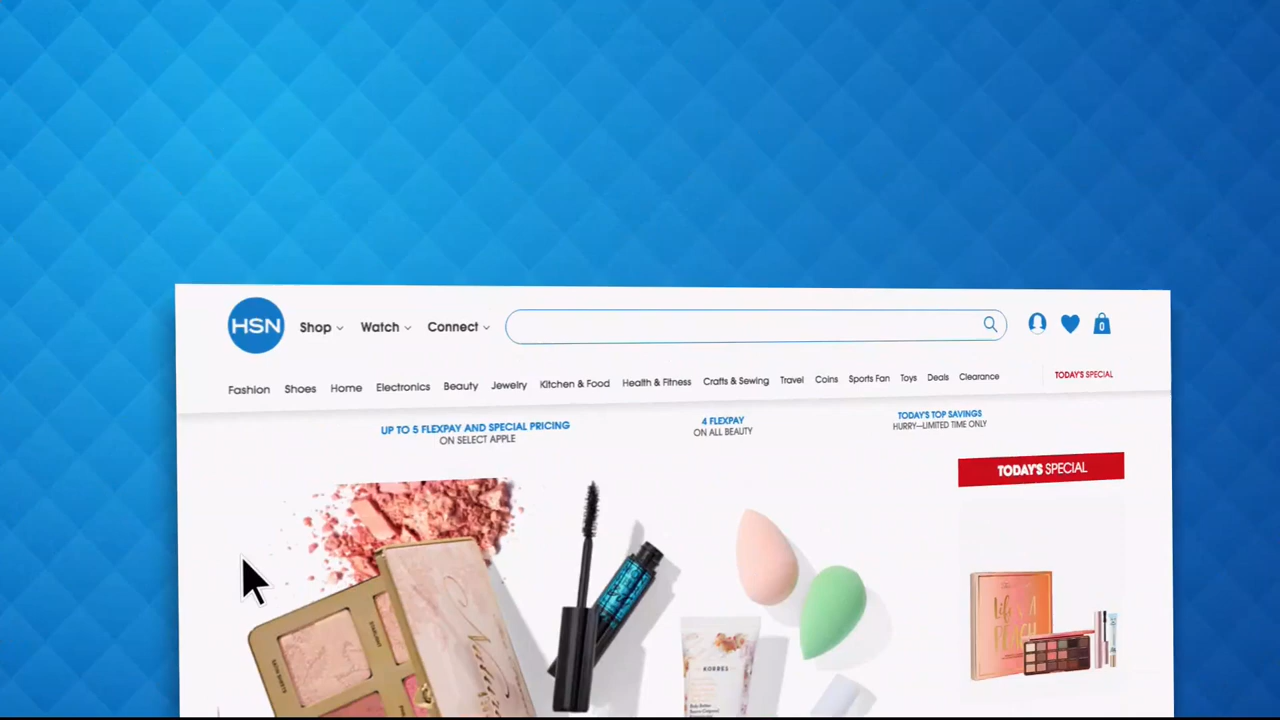 HSN
Shop Watch Connect
0
Fashion Shoes Home Electronics Beauty Jewelry Kitchen & Food Health & Fitness Crafts & Sewing Travel Coins Sports Fan Toys Deals Clearance TODAY'S SPECIAL
UP TO 5 FLEXPAY AND SPECIAL PRICING
ON SELECT APPLE
4 FLEXPAY
ON ALL BEAUTY
TODAY'S TOP SAVINGS
HURRY—LIMITED TIME ONLY
TODAY'S SPECIAL
KORRES